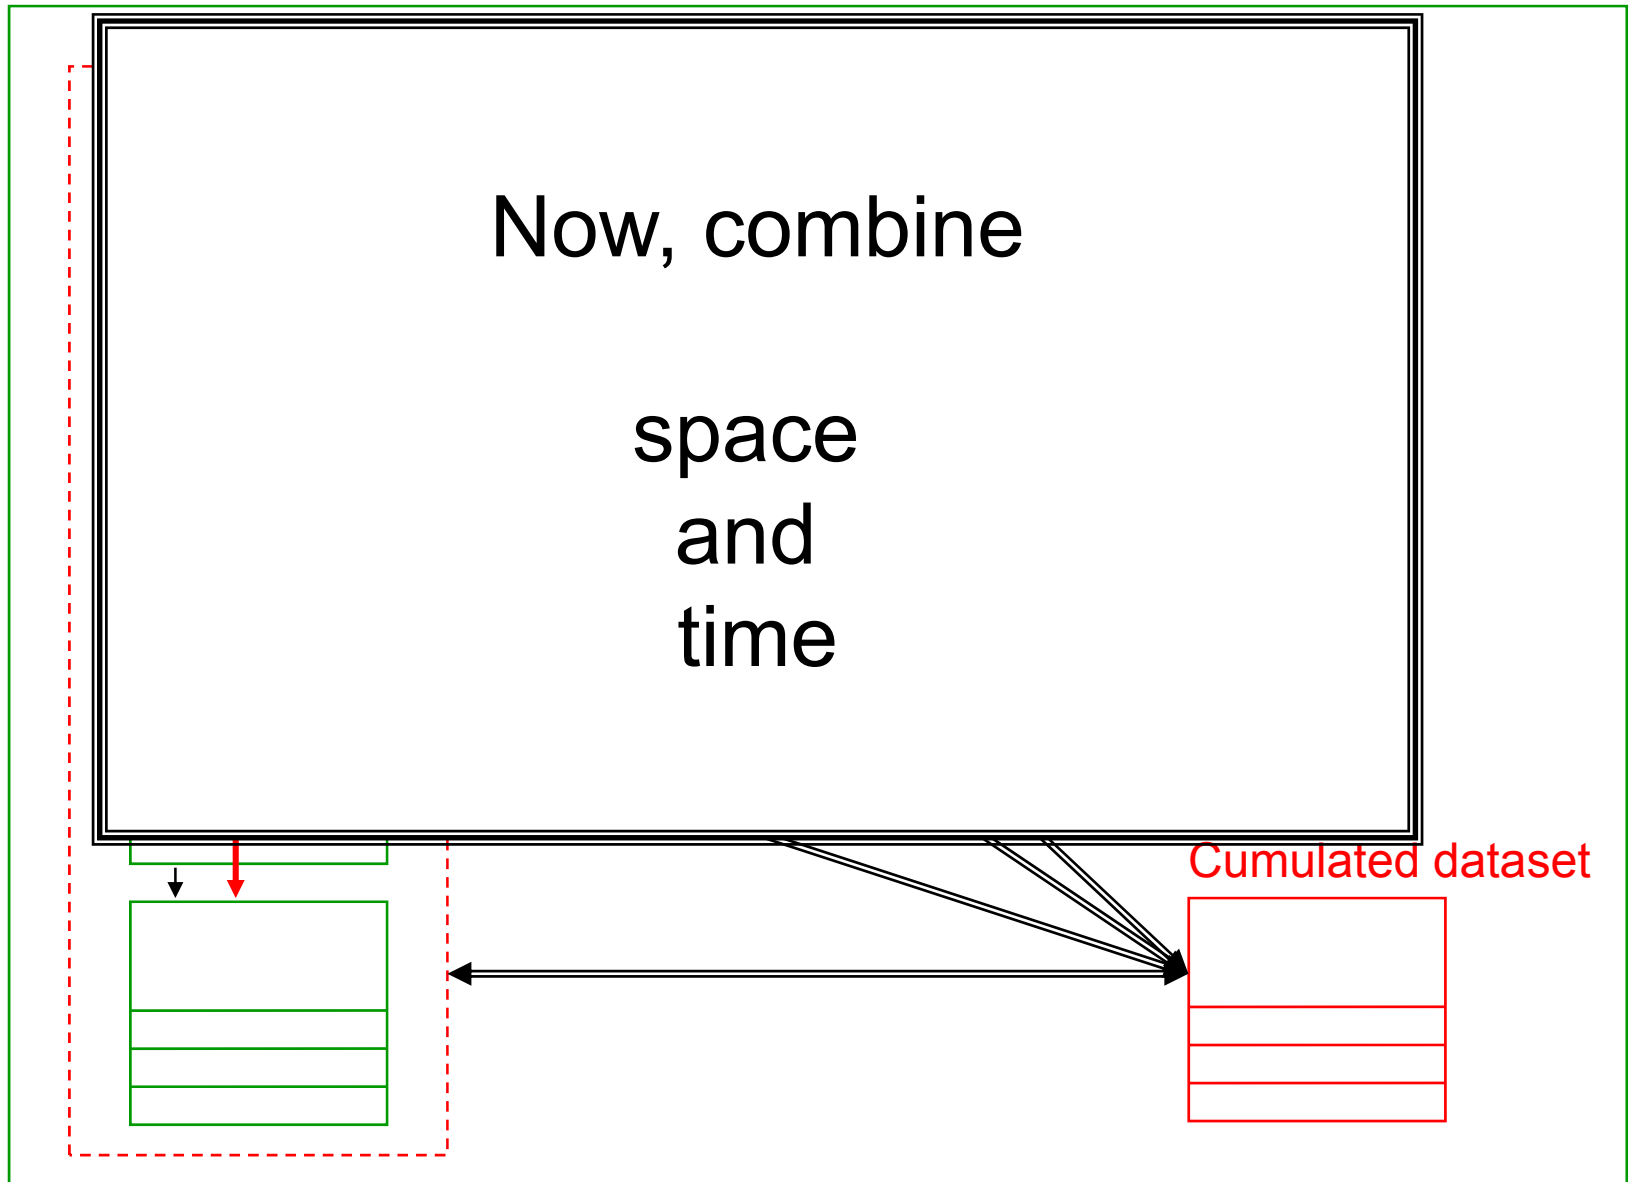 Now, combine
space
and
time
Cumulated dataset